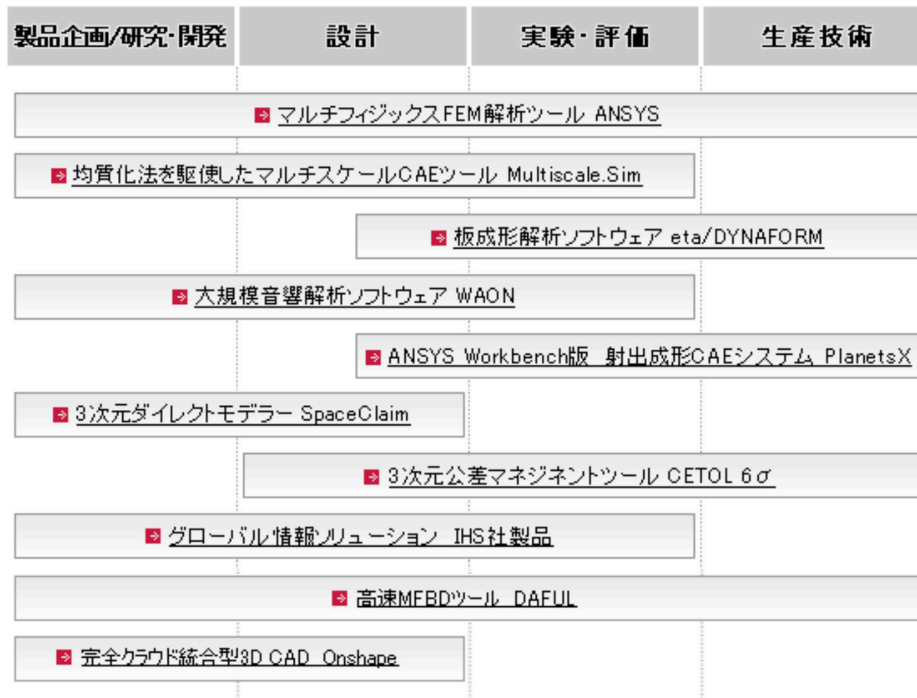 製品企画/研究・開発 設計 実験・評価 生産技術
マルチフィジックスFEM解析ツール ANSYS
均質化法を駆使したマルチスケールCAEツール Multiscale.Sim
板成形解析ソフトウェア eta/DYNAFORM
大規模音響解析ソフトウェア WAON
ANSYS Workbench版 射出成形CAEシステム PlanetsX
3次元ダイレクトモデラー SpaceClaim
3次元公差マネジネントツール CETOL 6σ
グローバル情報ソリューション IHS社製品
高速MFBDツール DAFUL
完全クラウド統合型3D CAD Onshape